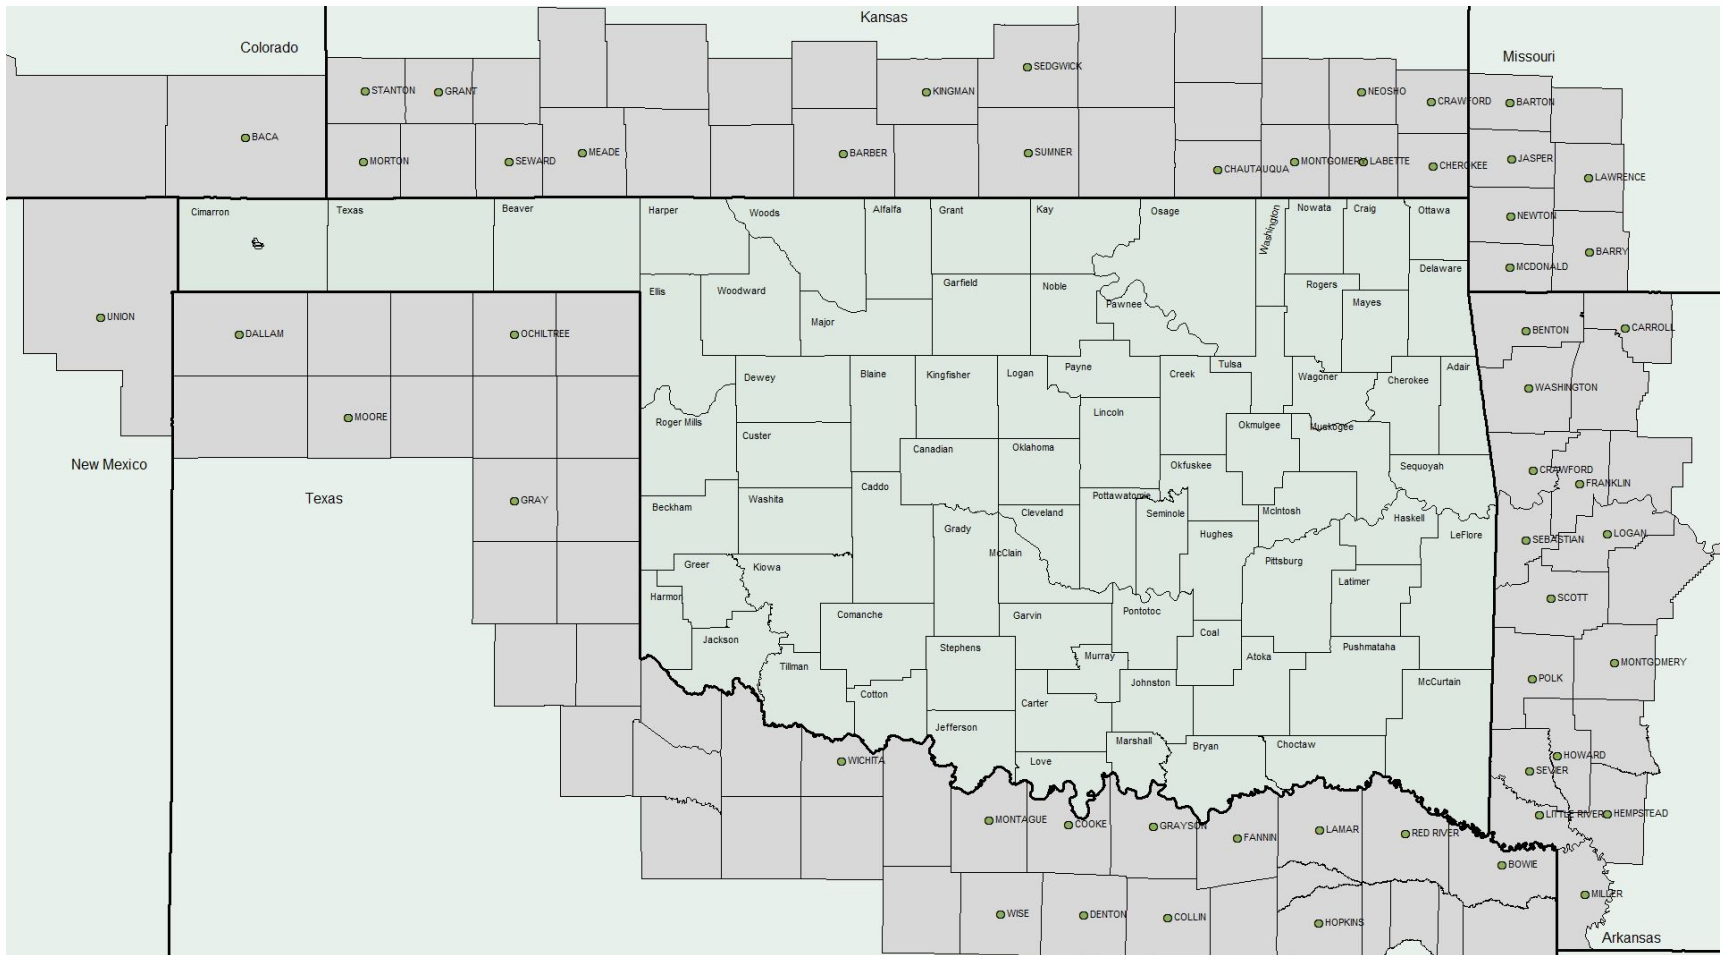 Kansas
Colorado
Missouri
SEDGWICK
STANTON
GRANT
KINGMAN
NEOSHO
CRAWFORD
BARTON
BACA
MORTON
SEWARD
MEADE
BARBER
SUMNER
CHAUTAUQUA
MONTGOMERY
LABETTE
CHEROKEE
JASPER
LAWRENCE
NEWTON
BARRY
MCDONALD
Cimarron
Texas
Beaver
Harper
Woods
Alfalfa
Grant
Kay
Osage
Washington
Nowata
Craig
Ottawa
Delaware
Ellis
Woodward
Major
Garfield
Noble
Pawnee
Rogers
Mayes
UNION
DALLAM
OCHILTREE
BENTON
CARROLL
Dewey
Blaine
Kingfisher
Logan
Payne
Creek
Tulsa
Wagoner
Cherokee
Adair
WASHINGTON
MOORE
Roger Mills
Custer
Canadian
Oklahoma
Lincoln
Okmulgee
Muskogee
New Mexico
Texas
GRAY
Beckham
Washita
Caddo
Cleveland
Pottawatomie
Seminole
Okfuskee
McIntosh
Sequoyah
Haskell
CRAWFORD
FRANKLIN
Grady
McClain
Hughes
Pittsburg
LeFlore
SEBASTIAN
LOGAN
Greer
Kiowa
Harmon
Latimer
SCOTT
Comanche
Garvin
Pontotoc
Coal
Jackson
Tillman
Stephens
Murray
Atoka
Pushmataha
MONTGOMERY
Cotton
Carter
Johnston
McCurtain
POLK
Jefferson
Love
Marshall
Bryan
Choctaw
HOWARD
SEVIER
WICHITA
MONTAGUE
COOKE
GRAYSON
FANNIN
LAMAR
RED RIVER
LITTLE RIVER
HEMPSTEAD
BOWIE
MILLER
WISE
DENTON
COLLIN
HOPKINS
Arkansas